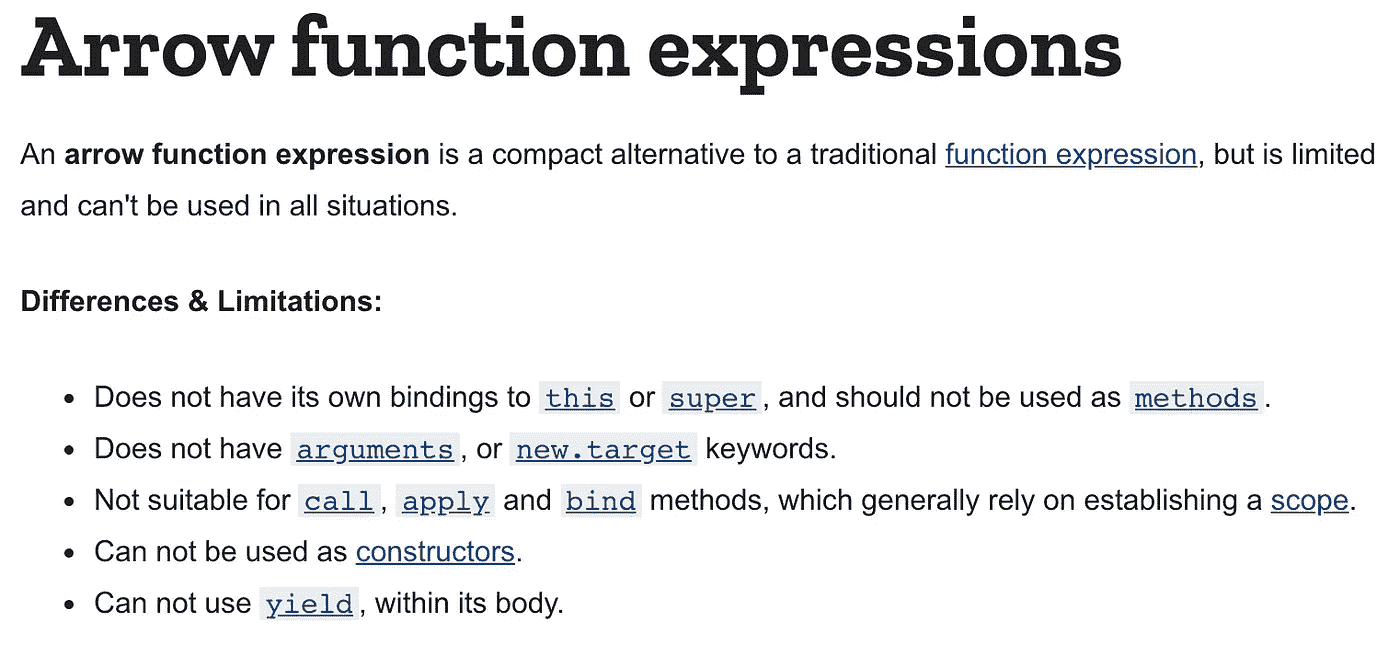 Arrow function expressions
An arrow function expression is a compact alternative to a traditional function expression, but is limited
and can't be used in all situations.
Differences & Limitations:
• Does not have its own bindings to this or super, and should not be used as methods.
• Does not have arguments, or new.target keywords.
• Not suitable for call, apply and bind methods, which generally rely on establishing a scope.
• Can not be used as constructors.
• Can not use yield, within its body.